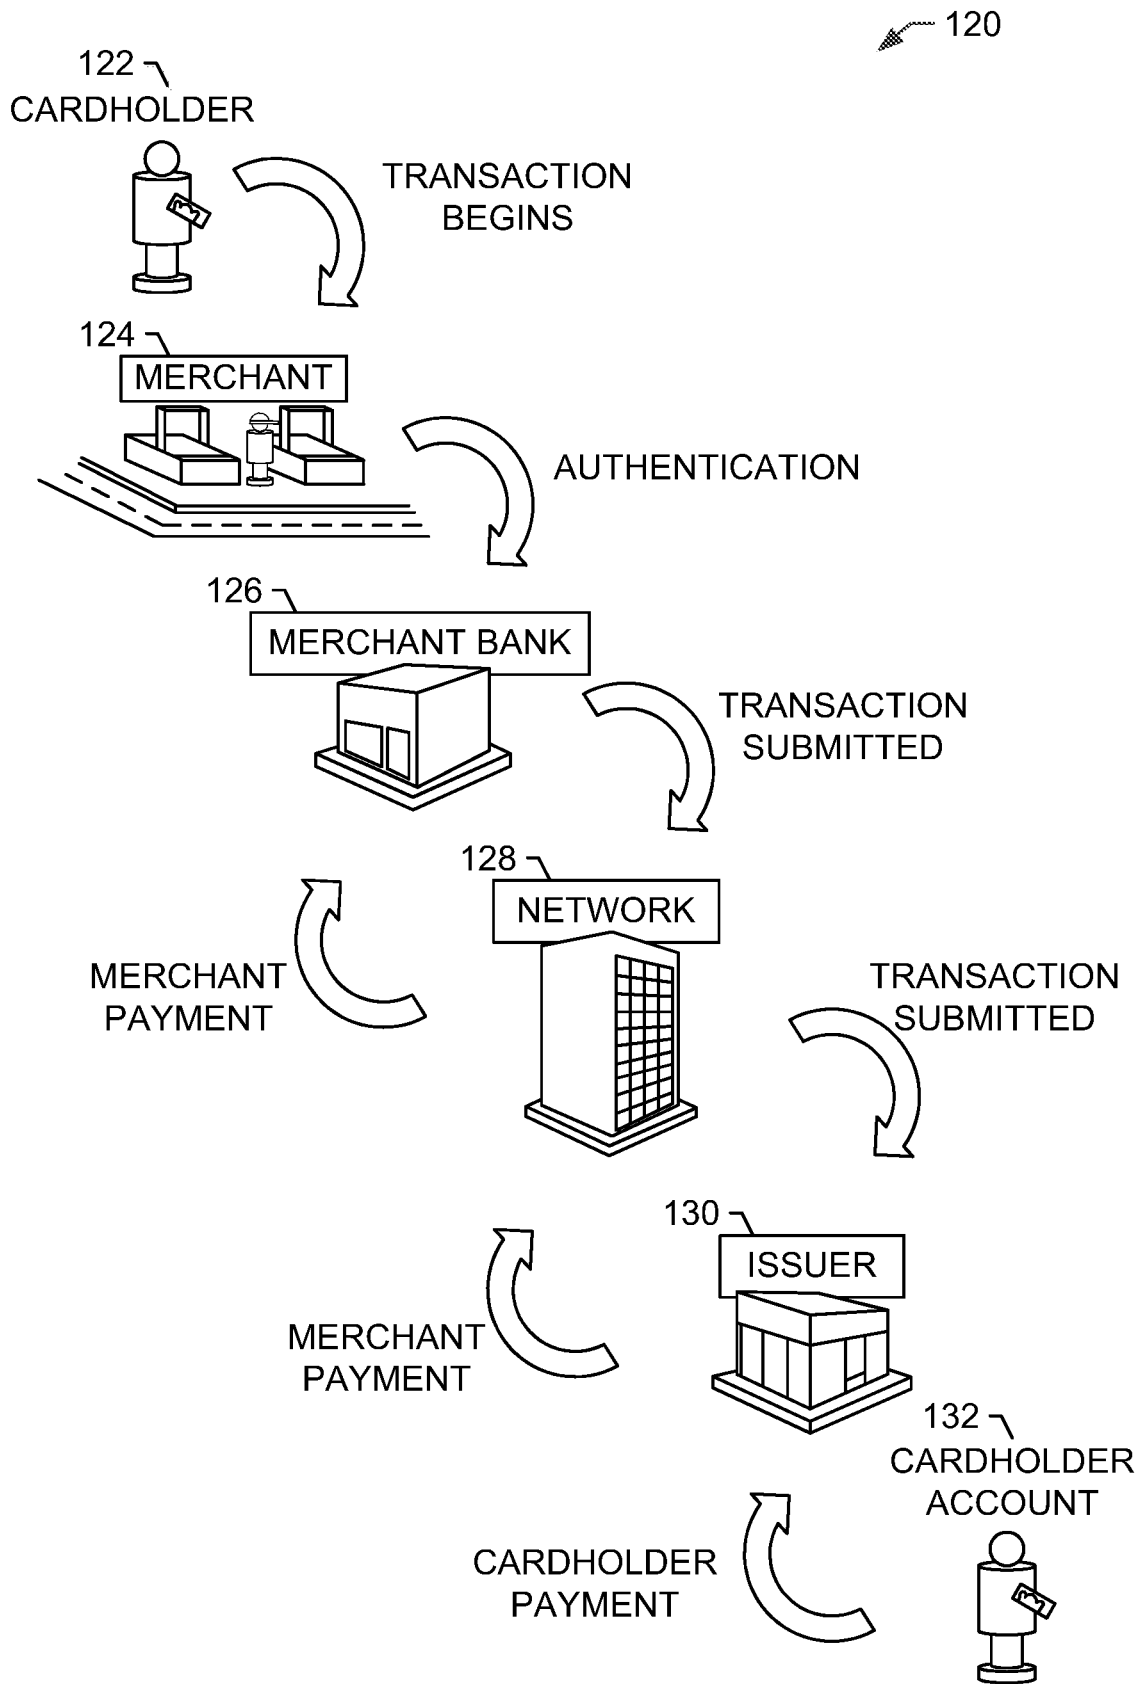 120
122
CARDHOLDER
TRANSACTION
BEGINS
124
MERCHANT
AUTHENTICATION
126
MERCHANT BANK
TRANSACTION
SUBMITTED
128
NETWORK
MERCHANT
PAYMENT
TRANSACTION
SUBMITTED
130
ISSUER
MERCHANT
PAYMENT
132
CARDHOLDER
ACCOUNT
CARDHOLDER
PAYMENT